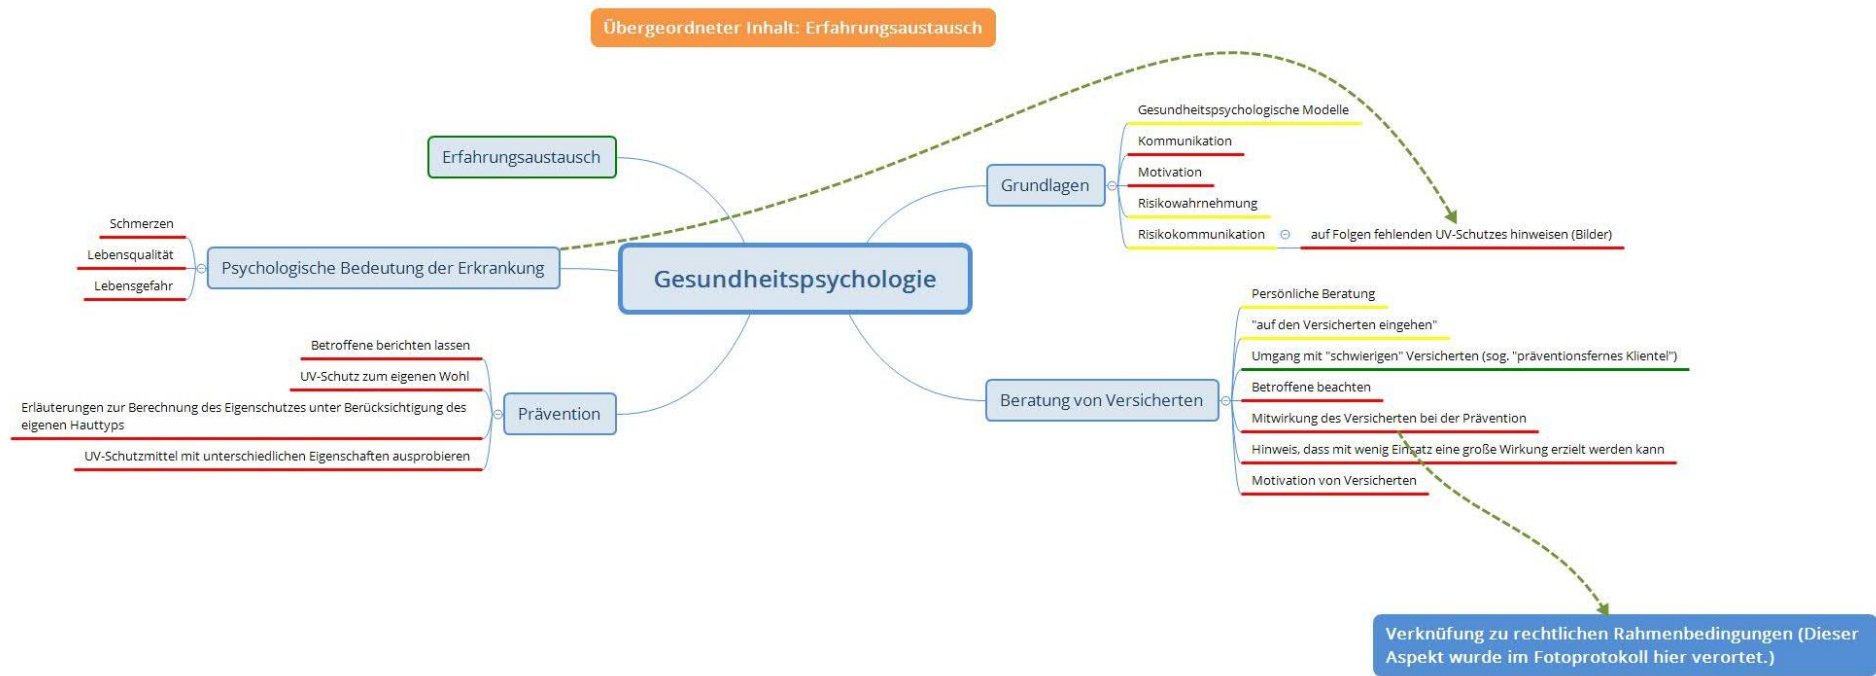 Übergeordneter Inhalt: Erfahrungsaustausch
Erfahrungsaustausch
Schmerzen
Lebensqualität
Lebensgefahr
Psychologische Bedeutung der Erkrankung
Gesundheitspsychologie
Betroffene berichten lassen
UV-Schutz zum eigenen Wohl
Erläuterungen zur Berechnung des Eigenschutzes unter Berücksichtigung des
eigenen Hauttyps
UV-Schutzmittel mit unterschiedlichen Eigenschaften ausprobieren
Prävention
Grundlagen
Gesundheitspsychologische Modelle
Kommunikation
Motivation
Risikowahrnehmung
Risikokommunikation
auf Folgen fehlenden UV-Schutzes hinweisen (Bilder)
Beratung von Versicherten
Persönliche Beratung
"auf den Versicherten eingehen"
Umgang mit "schwierigen" Versicherten (sog. "präventionsfernes Klientel")
Betroffene beachten
Mitwirkung des Versicherten bei der Prävention
Hinweis, dass mit wenig Einsatz eine große Wirkung erzielt werden kann
Motivation von Versicherten
Verknüfung zu rechtlichen Rahmenbedingungen (Dieser
Aspekt wurde im Fotoprotokoll hier verortet.)